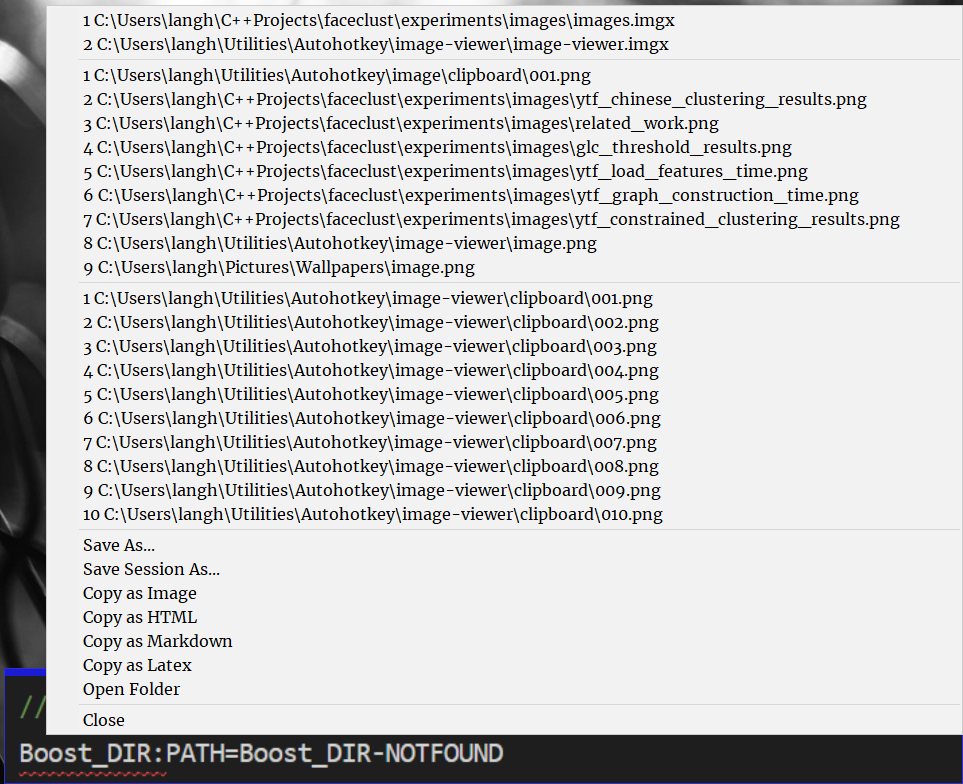 1 C:\Users\langh\C++Projects\faceclust\experiments\images\images.imgx
2 C:\Users\langh\Utilities\Autohotkey\image-viewer\image-viewer.imgx
1 C:\Users\langh\Utilities\Autohotkey\image\clipboard\001.png
2 C:\Users\langh\C++Projects\faceclust\experiments\images\ytf_chinese_clustering_results.png
3 C:\Users\langh\C++Projects\faceclust\experiments\images\related_work.png
4 C:\Users\langh\C++Projects\faceclust\experiments\images\glc_threshold_results.png
5 C:\Users\langh\C++Projects\faceclust\experiments\images\ytf_load_features_time.png
6 C:\Users\langh\C++Projects\faceclust\experiments\images\ytf_graph_construction_time.png
7 C:\Users\langh\C++Projects\faceclust\experiments\images\ytf_constrained_clustering_results.png
8 C:\Users\langh\Utilities\Autohotkey\image-viewer\image.png
9 C:\Users\langh\Pictures\Wallpapers\image.png
1 C:\Users\langh\Utilities\Autohotkey\image-viewer\clipboard\001.png
2 C:\Users\langh\Utilities\Autohotkey\image-viewer\clipboard\002.png
3 C:\Users\langh\Utilities\Autohotkey\image-viewer\clipboard\003.png
4 C:\Users\langh\Utilities\Autohotkey\image-viewer\clipboard\004.png
5 C:\Users\langh\Utilities\Autohotkey\image-viewer\clipboard\005.png
6 C:\Users\langh\Utilities\Autohotkey\image-viewer\clipboard\006.png
7 C:\Users\langh\Utilities\Autohotkey\image-viewer\clipboard\007.png
8 C:\Users\langh\Utilities\Autohotkey\image-viewer\clipboard\008.png
9 C:\Users\langh\Utilities\Autohotkey\image-viewer\clipboard\009.png
10 C:\Users\langh\Utilities\Autohotkey\image-viewer\clipboard\010.png
Save As...
Save Session As...
Copy as Image
Copy as HTML
Copy as Markdown
Copy as Latex
Open Folder
Close
//
Boost_DIR:PATH=Boost_DIR-NOTFOUND